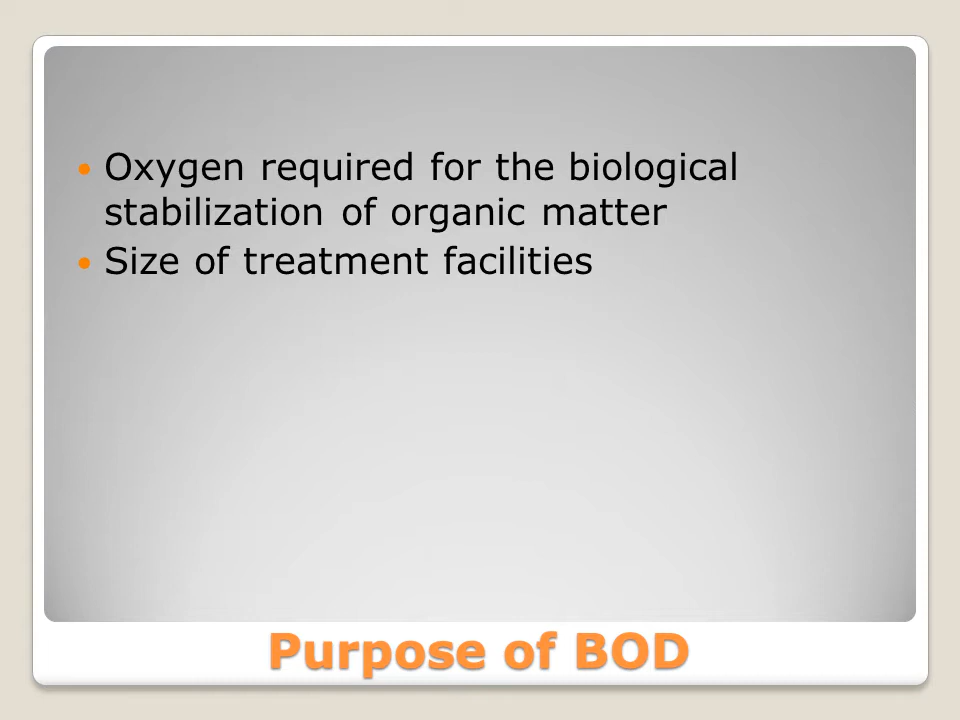 • Oxygen required for the biological
stabilization of organic matter
• Size of treatment facilities
Purpose of BOD